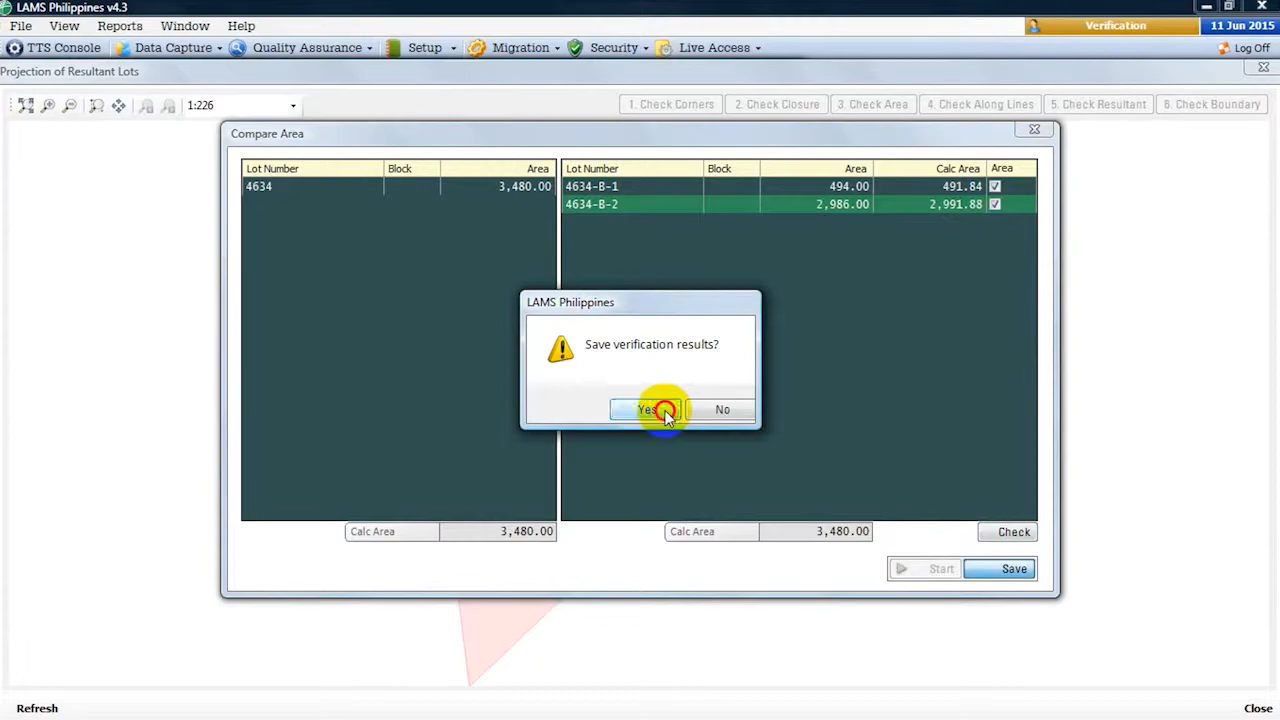 LAMS Philippines v4.3
File View Reports Window Help Verification 11 Jun 2015
TTS Console Data Capture Quality Assurance Setup Migration Security Live Access Log Off
Projection of Resultant Lots
1:226 1. Check Corners 2. Check Closure 3. Check Area 4. Check Along Lines 5. Check Resultant 6. Check Boundary
Compare Area
Lot Number Block Area Lot Number Block Area Calc Area Area
4634 3,480.00 4634-B-1 494.00 491.84
4634-B-2 2,986.00 2,991.88
LAMS Philippines
Save verification results?
Yes No
Calc Area 3,480.00 Calc Area 3,480.00 Check
Start Save
Refresh Close